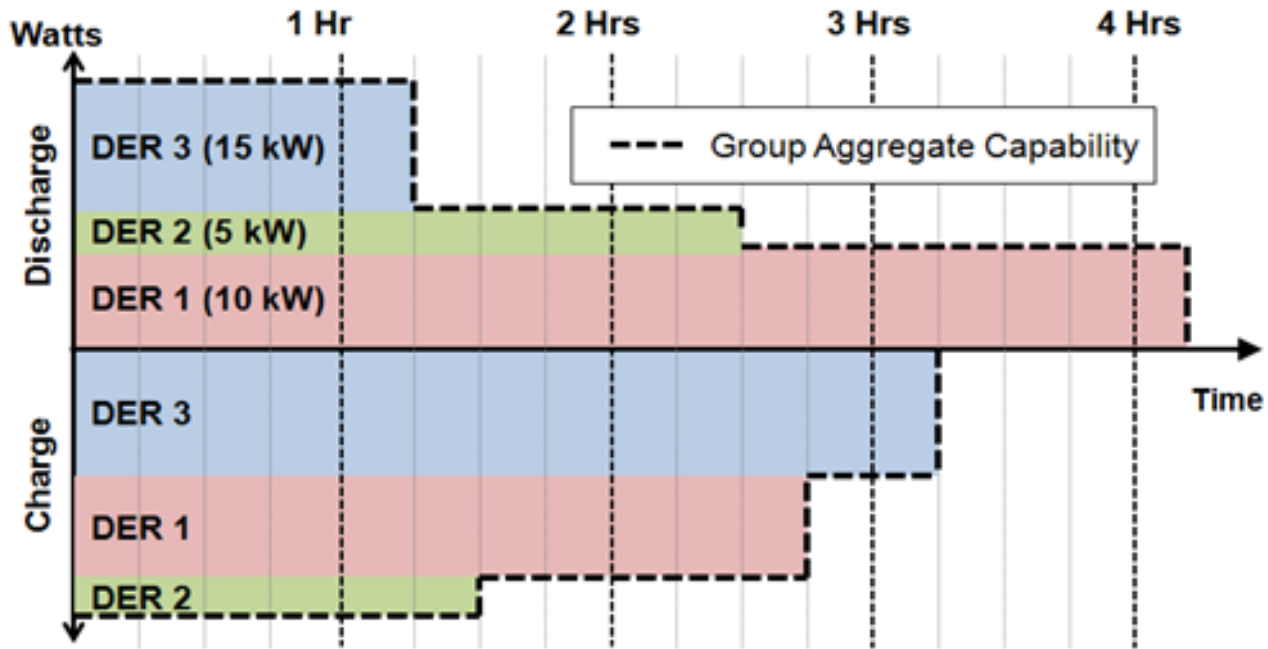 Watts
1 Hr
2 Hrs
3 Hrs
4 Hrs
Discharge
DER 3 (15 kW)
Group Aggregate Capability
DER 2 (5 kW)
DER 1 (10 kW)
Time
Charge
DER 3
DER 1
DER 2